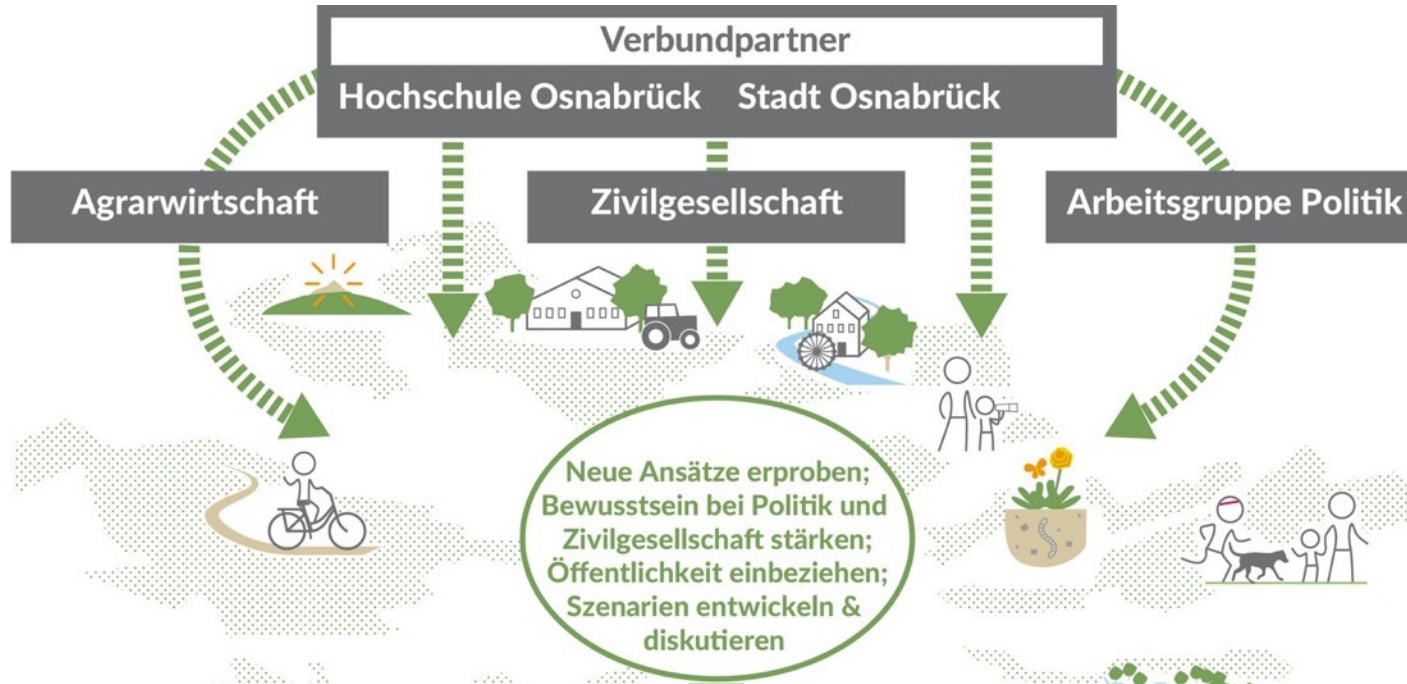 Verbundpartner
Hochschule Osnabrück Stadt Osnabrück
Agrarwirtschaft
Zivilgesellschaft
Arbeitsgruppe Politik
Neue Ansätze erproben;
Bewusstsein bei Politik und
Zivilgesellschaft stärken;
Öffentlichkeit einbeziehen;
Szenarien entwickeln &
diskutieren